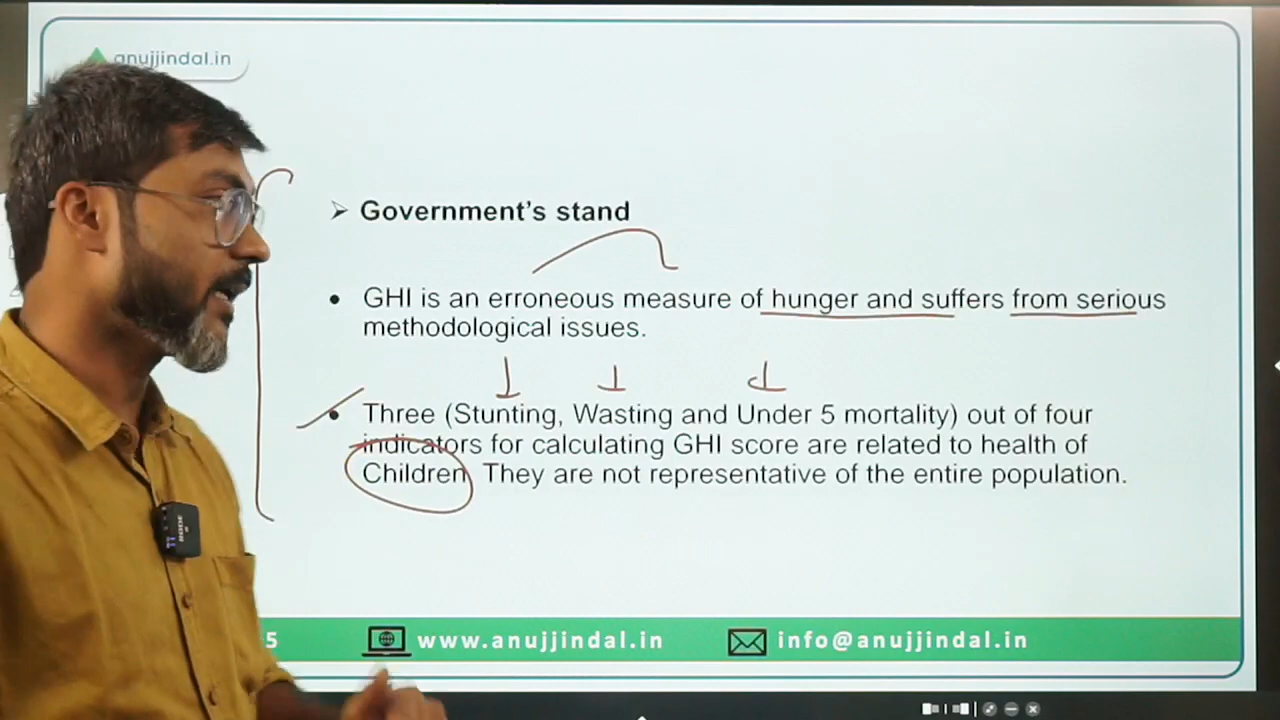 anujjindal.in
➢ Government's stand
• GHI is an erroneous measure of hunger and suffers from serious
methodological issues.
• Three (Stunting, Wasting and Under 5 mortality) out of four
indicators for calculating GHI score are related to health of
Children. They are not representative of the entire population.
5
www.anujjindal.in
info@anujjindal.in